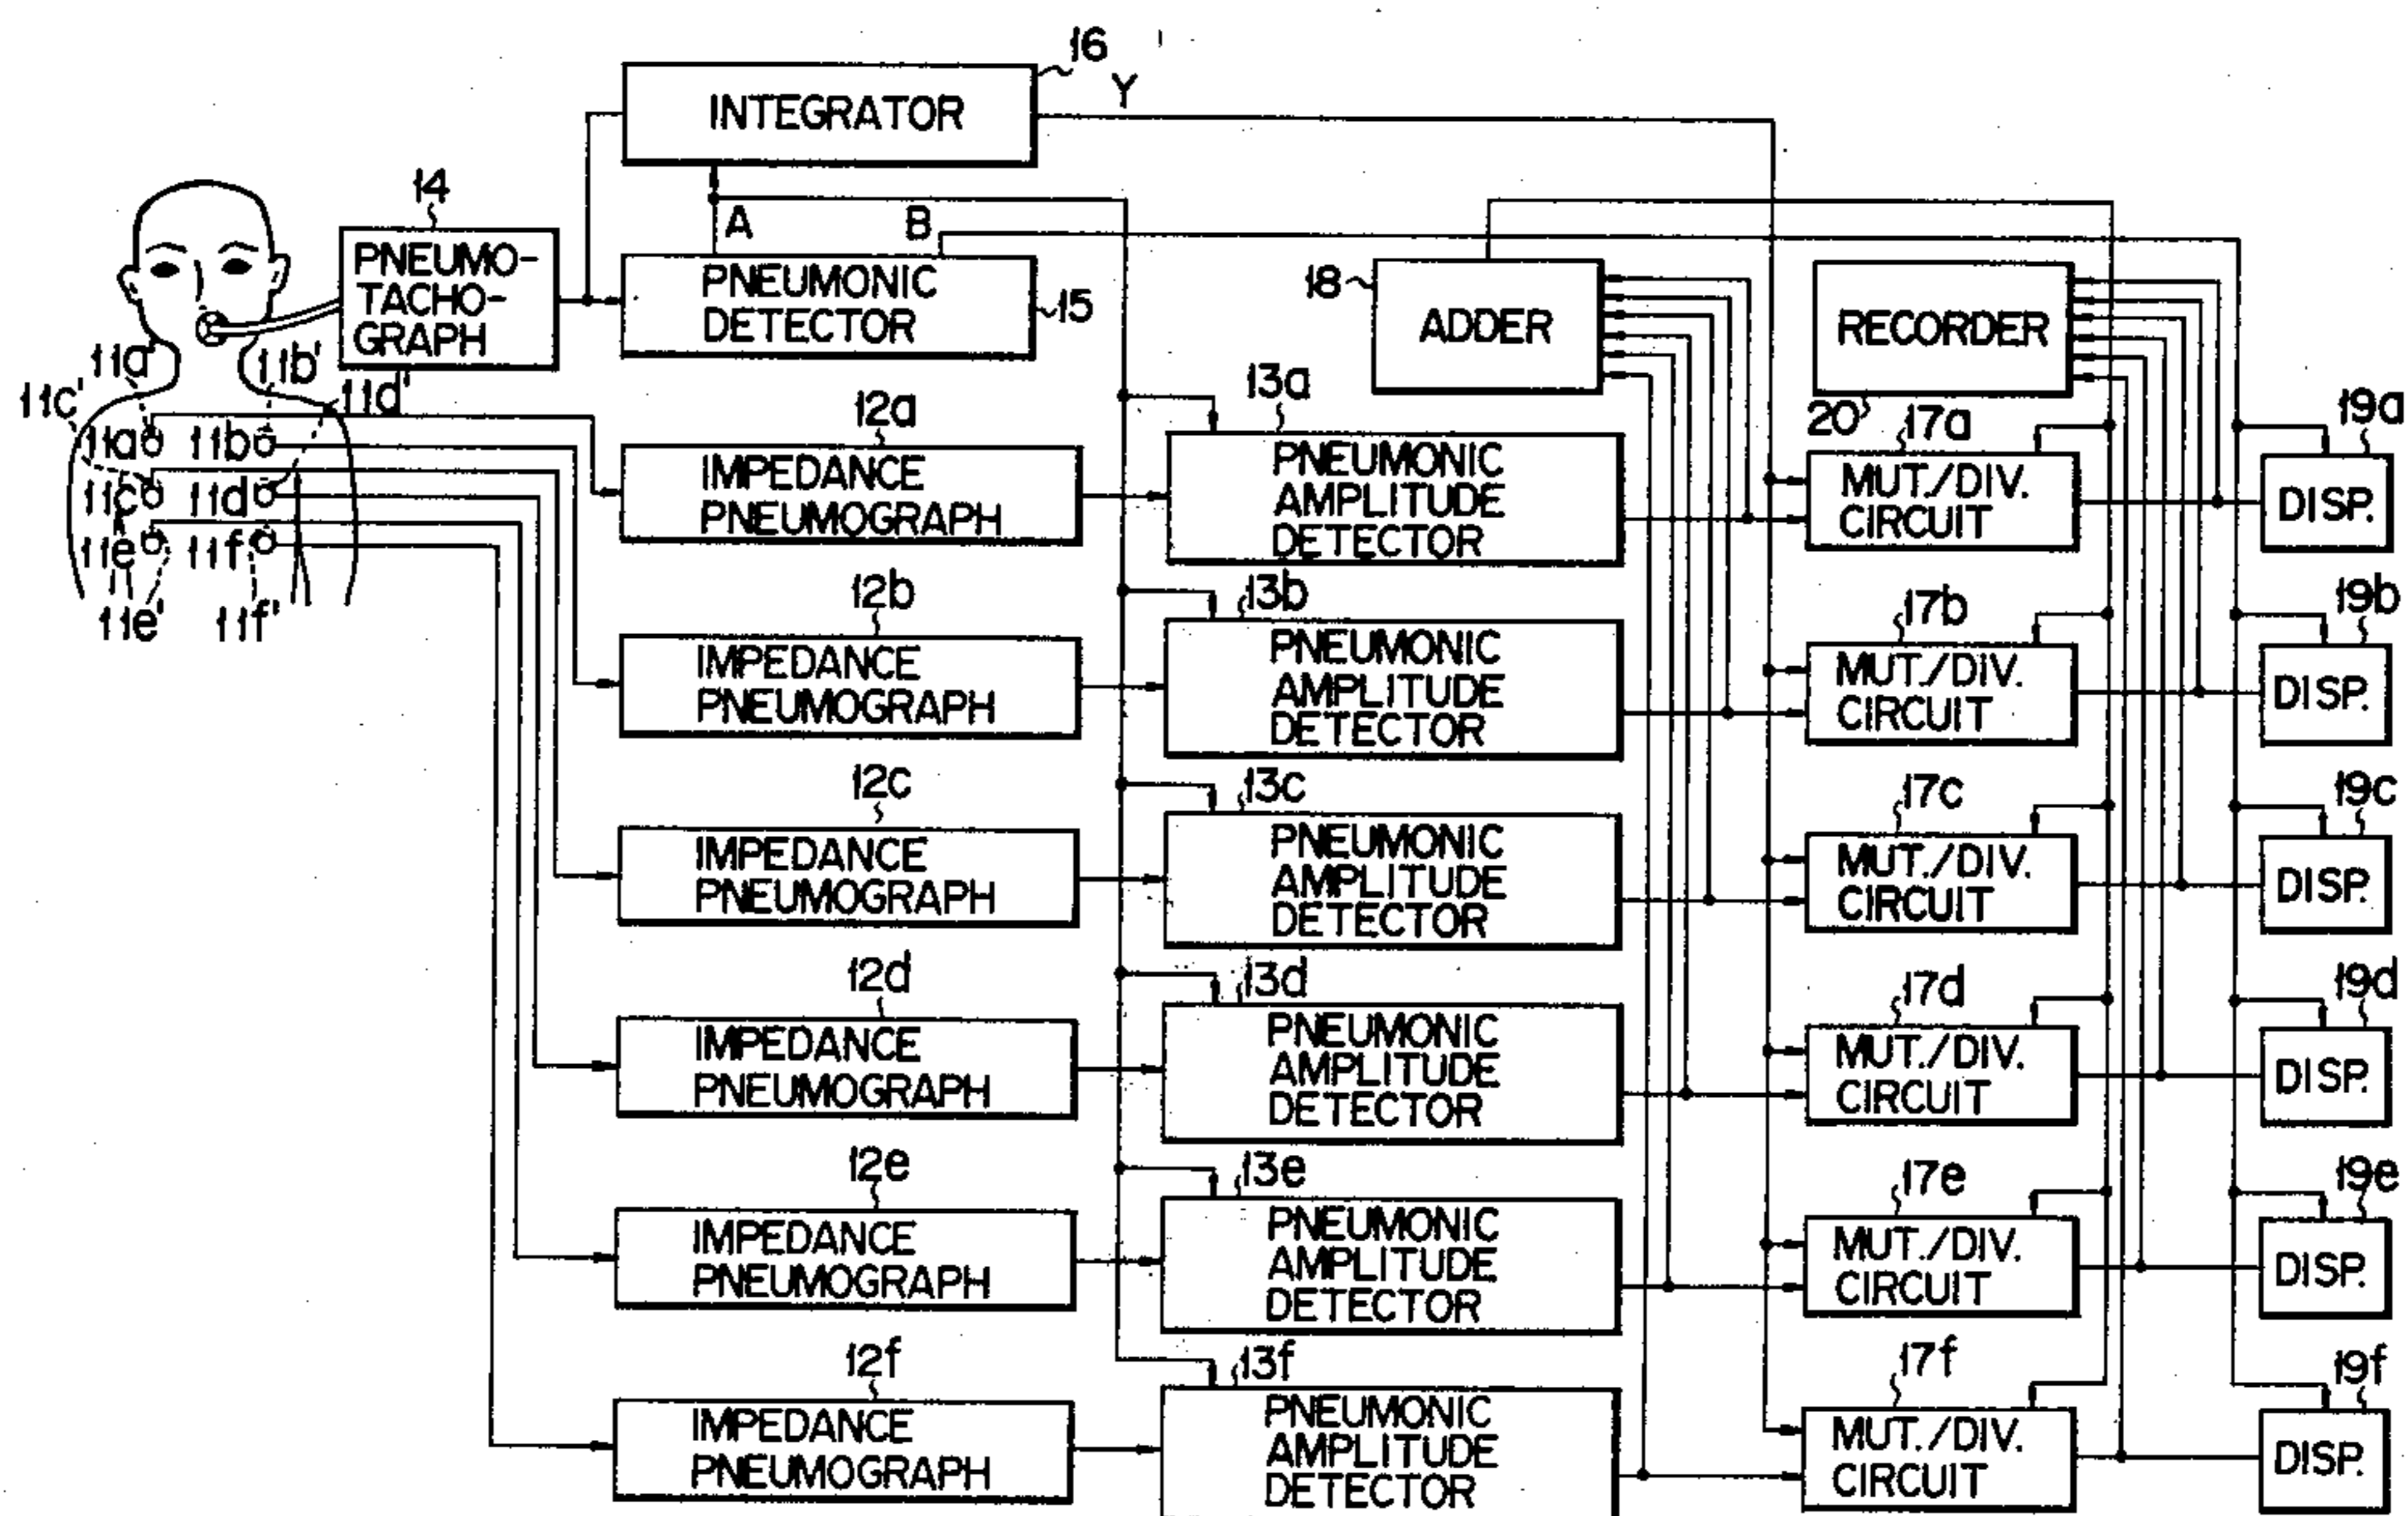 16
INTEGRATOR
Y
14
PNEUMO-
TACHO-
GRAPH
A
B
PNEUMONIC
DETECTOR
15
18
ADDER
RECORDER
20
11a'
11b'
11c'
11d'
11a
11b
11c
11d
11e
11f
11e'
11f'
12a
IMPEDANCE
PNEUMOGRAPH
13a
PNEUMONIC
AMPLITUDE
DETECTOR
17a
MUT./DIV.
CIRCUIT
19a
DISP.
12b
IMPEDANCE
PNEUMOGRAPH
13b
PNEUMONIC
AMPLITUDE
DETECTOR
17b
MUT./DIV.
CIRCUIT
19b
DISP.
12c
IMPEDANCE
PNEUMOGRAPH
13c
PNEUMONIC
AMPLITUDE
DETECTOR
17c
MUT./DIV.
CIRCUIT
19c
DISP.
12d
IMPEDANCE
PNEUMOGRAPH
13d
PNEUMONIC
AMPLITUDE
DETECTOR
17d
MUT./DIV.
CIRCUIT
19d
DISP.
12e
IMPEDANCE
PNEUMOGRAPH
13e
PNEUMONIC
AMPLITUDE
DETECTOR
17e
MUT./DIV.
CIRCUIT
19e
DISP.
12f
IMPEDANCE
PNEUMOGRAPH
13f
PNEUMONIC
AMPLITUDE
DETECTOR
17f
MUT./DIV.
CIRCUIT
19f
DISP.